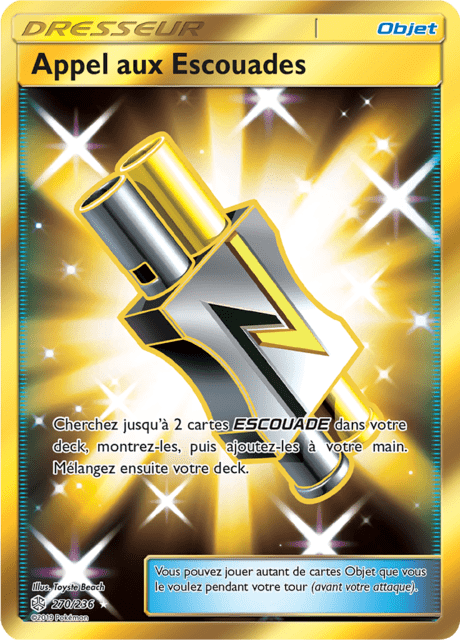 DRESSEUR
Objet
Appel aux Escouades
Cherchez jusqu'à 2 cartes ESCOUADE dans votre
deck, montrez-les, puis ajoutez-les à votre main.
Mélangez ensuite votre deck.
Vous pouvez jouer autant de cartes Objet que vous
le voulez pendant votre tour (avant votre attaque).
Illus. Toyste Beach
270/236
©2019 Pokémon